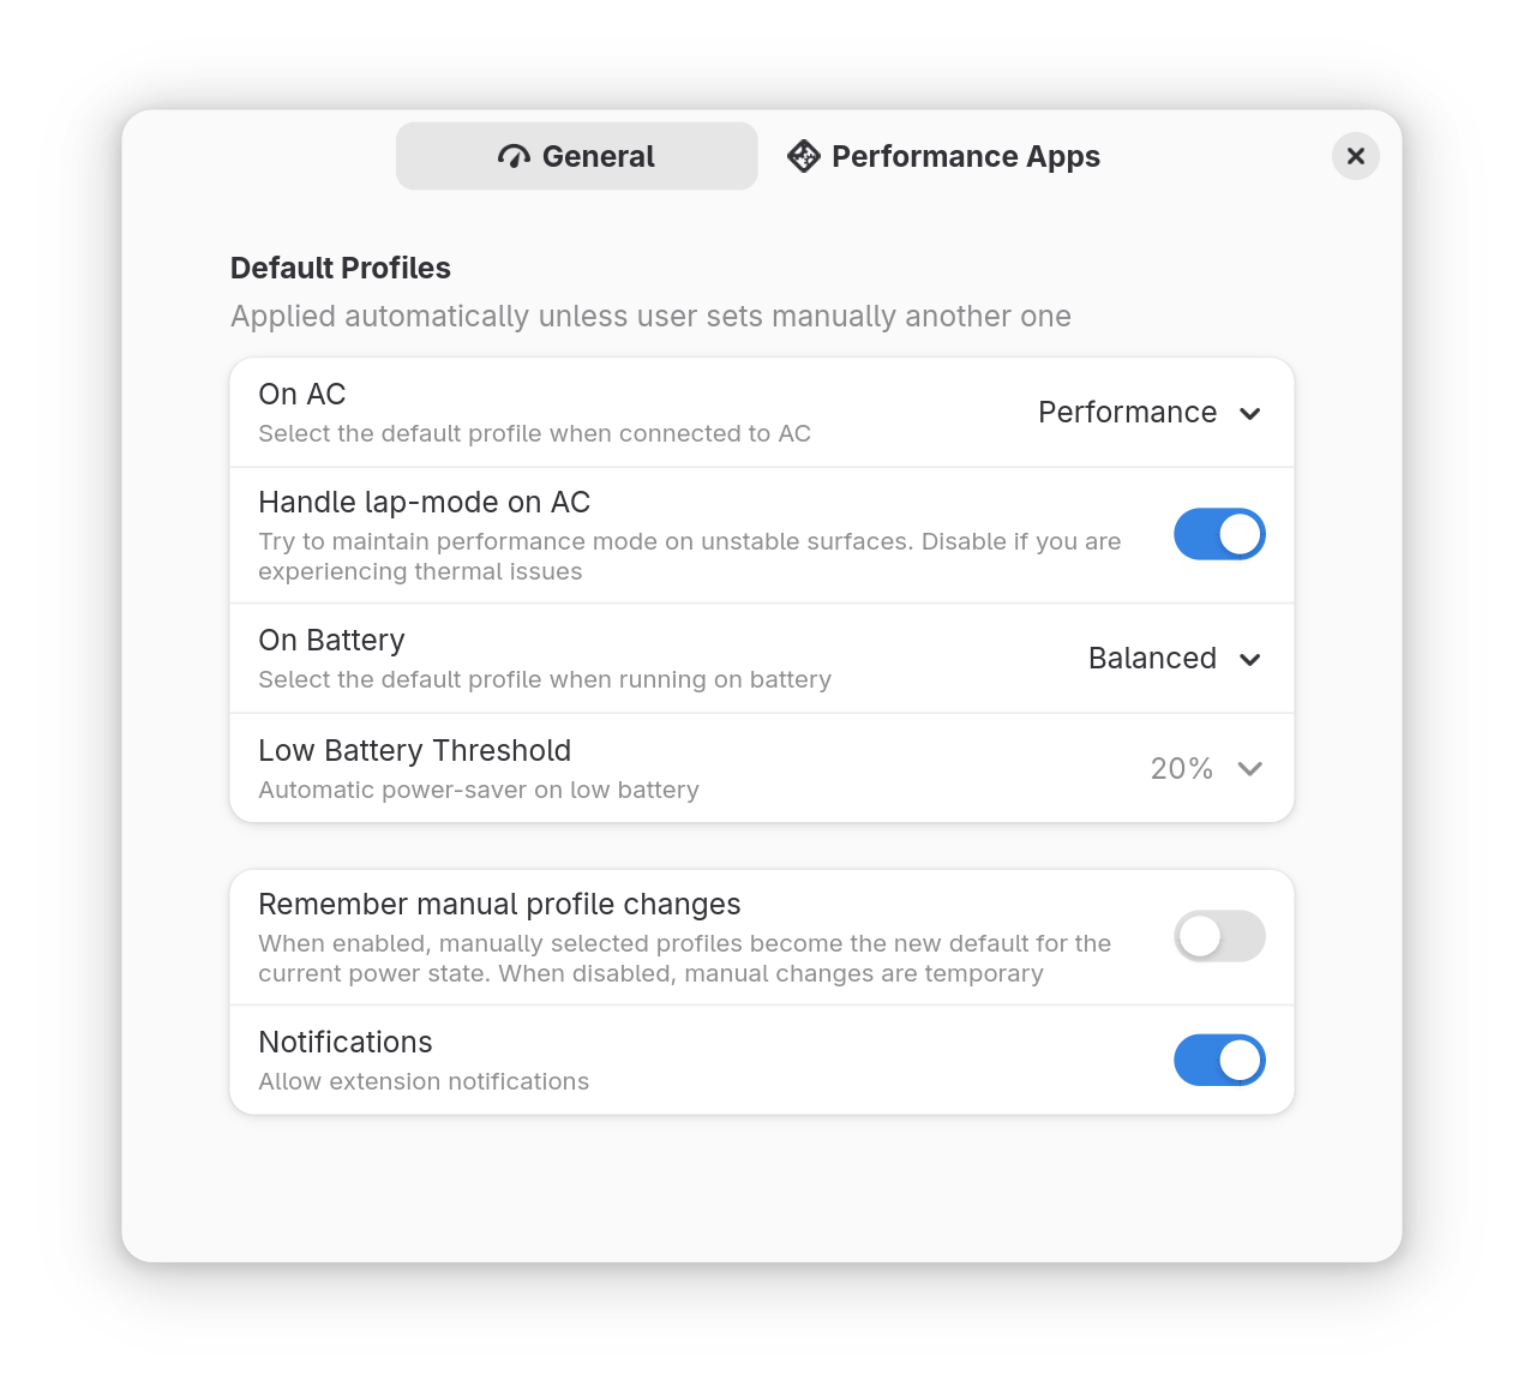 General
Performance Apps
Default Profiles
Applied automatically unless user sets manually another one
On AC
Select the default profile when connected to AC
Performance
Handle lap-mode on AC
Try to maintain performance mode on unstable surfaces. Disable if you are
experiencing thermal issues
On Battery
Select the default profile when running on battery
Balanced
Low Battery Threshold
Automatic power-saver on low battery
20%
Remember manual profile changes
When enabled, manually selected profiles become the new default for the
current power state. When disabled, manual changes are temporary
Notifications
Allow extension notifications